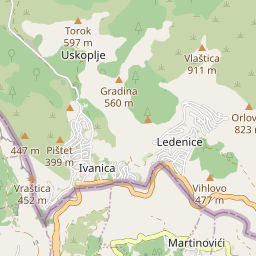 Torok
597 m
Uskoplje
Vlaštica
911 m
Gradina
560 m
Orlov
823 m
447 m
Pištet
399 m
Ledenice
Ivanica
Vraštica
452 m
Vihlovo
477 m
Martinovići